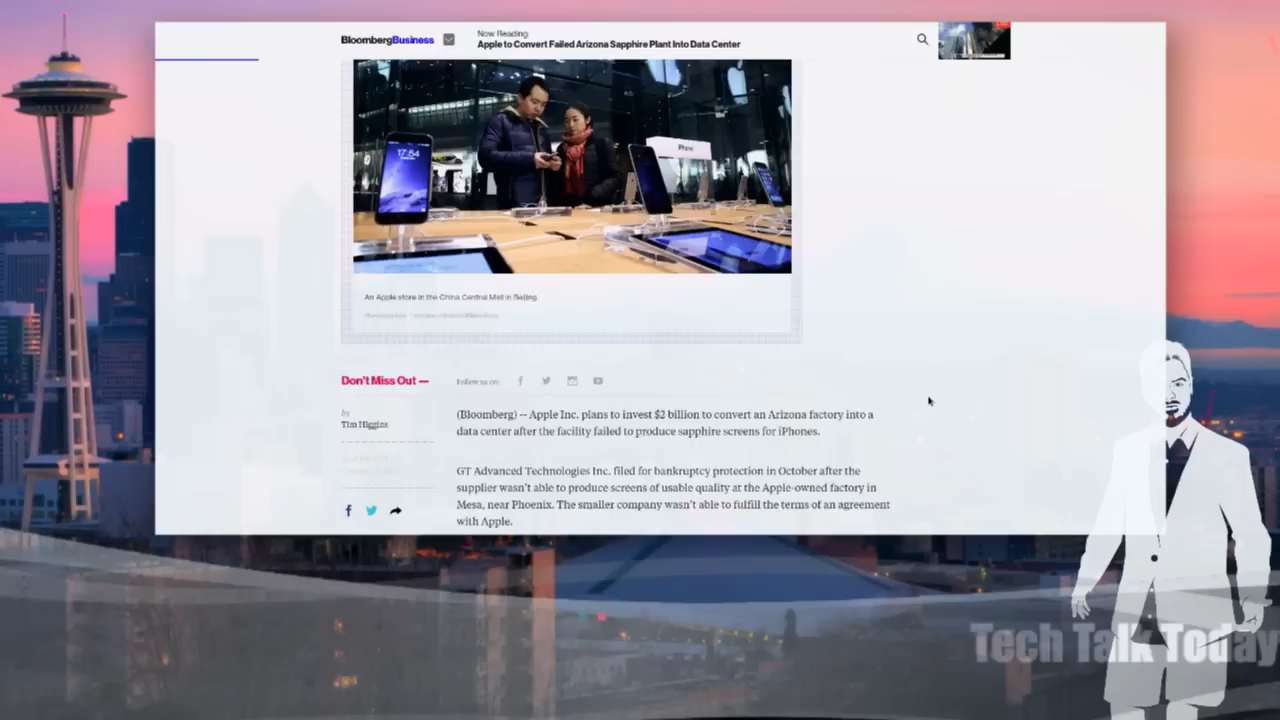 BloombergBusiness
Now Reading:
Apple to Convert Failed Arizona Sapphire Plant Into Data Center
17:54
iPhone
An Apple store in the China Central Mall in Beijing.
Don't Miss Out —
Follow us on:
by
Tim Higgins
(Bloomberg) -- Apple Inc. plans to invest $2 billion to convert an Arizona factory into a
data center after the facility failed to produce sapphire screens for iPhones.
GT Advanced Technologies Inc. filed for bankruptcy protection in October after the
supplier wasn't able to produce screens of usable quality at the Apple-owned factory in
Mesa, near Phoenix. The smaller company wasn't able to fulfill the terms of an agreement
with Apple.
Tech Talk Today